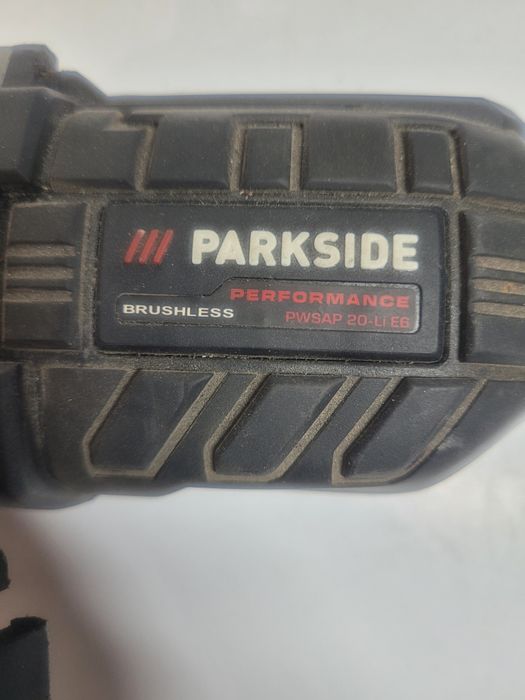 PARKSIDE
PERFORMANCE
BRUSHLESS
PWSAP 20-Li E6